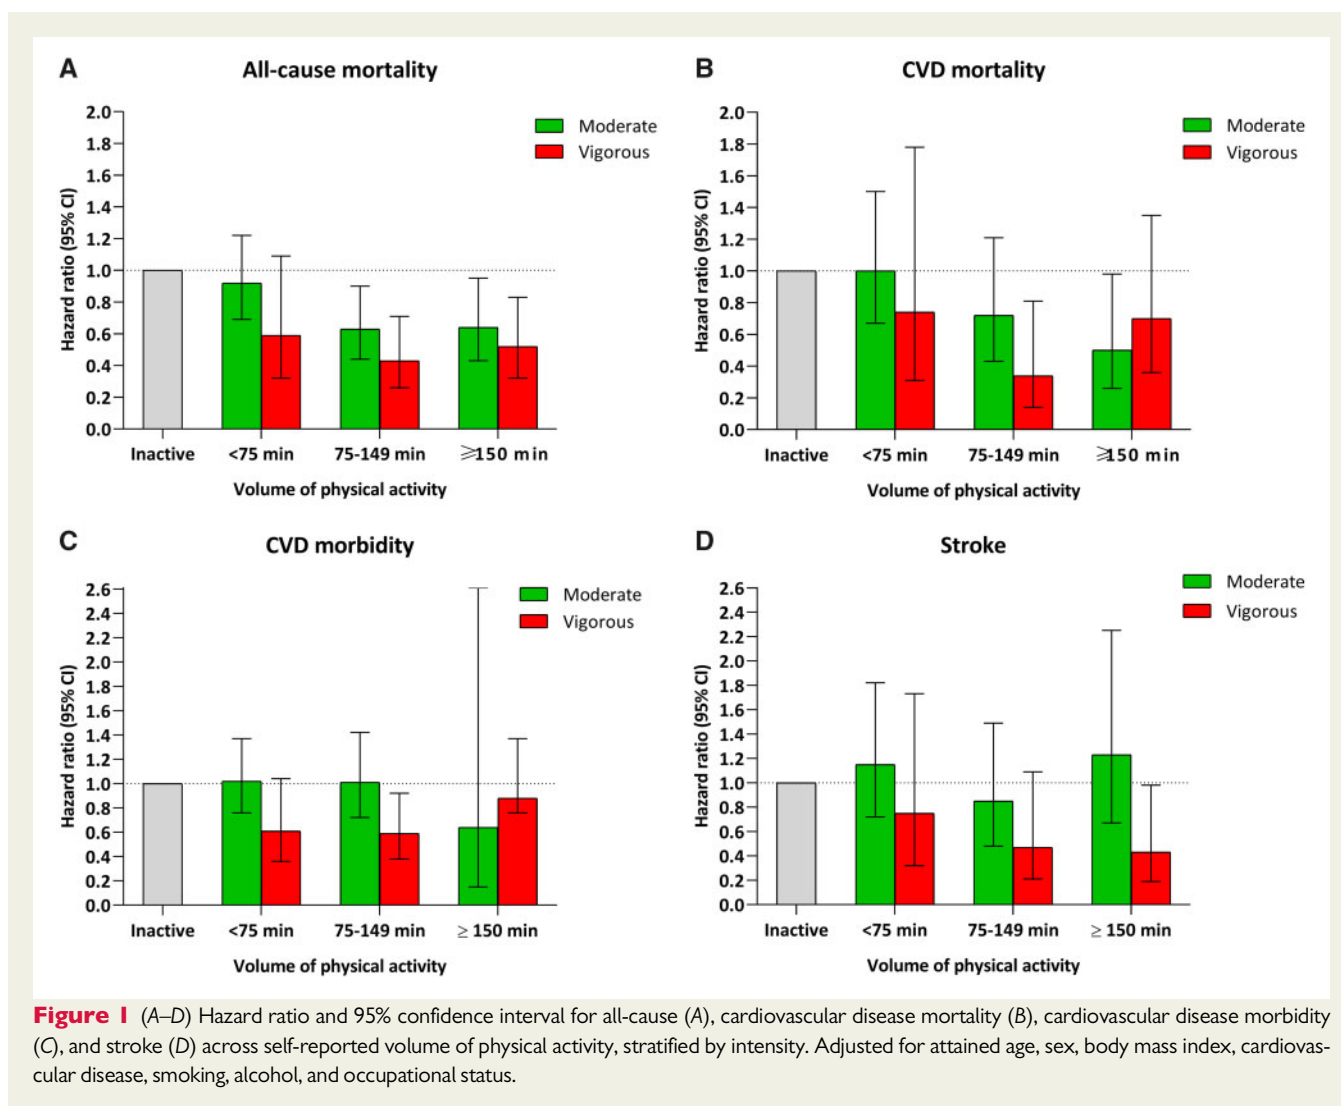 A
All-cause mortality
Moderate
Vigorous
Hazard ratio (95% CI)
2.0
1.8
1.6
1.4
1.2
1.0
0.8
0.6
0.4
0.2
0.0
Inactive <75 min 75-149 min ≥150 min
Volume of physical activity
B
CVD mortality
Moderate
Vigorous
Hazard ratio (95% CI)
2.0
1.8
1.6
1.4
1.2
1.0
0.8
0.6
0.4
0.2
0.0
Inactive <75 min 75-149 min ≥150 min
Volume of physical activity
C
CVD morbidity
Moderate
Vigorous
Hazard ratio (95% CI)
2.6
2.4
2.2
2.0
1.8
1.6
1.4
1.2
1.0
0.8
0.6
0.4
0.2
0.0
Inactive <75 min 75-149 min ≥ 150 min
Volume of physical activity
D
Stroke
Moderate
Vigorous
Hazard ratio (95% CI)
2.6
2.4
2.2
2.0
1.8
1.6
1.4
1.2
1.0
0.8
0.6
0.4
0.2
0.0
Inactive <75 min 75-149 min ≥ 150 min
Volume of physical activity
Figure 1 (A–D) Hazard ratio and 95% confidence interval for all-cause (A), cardiovascular disease mortality (B), cardiovascular disease morbidity
(C), and stroke (D) across self-reported volume of physical activity, stratified by intensity. Adjusted for attained age, sex, body mass index, cardiovas-
cular disease, smoking, alcohol, and occupational status.